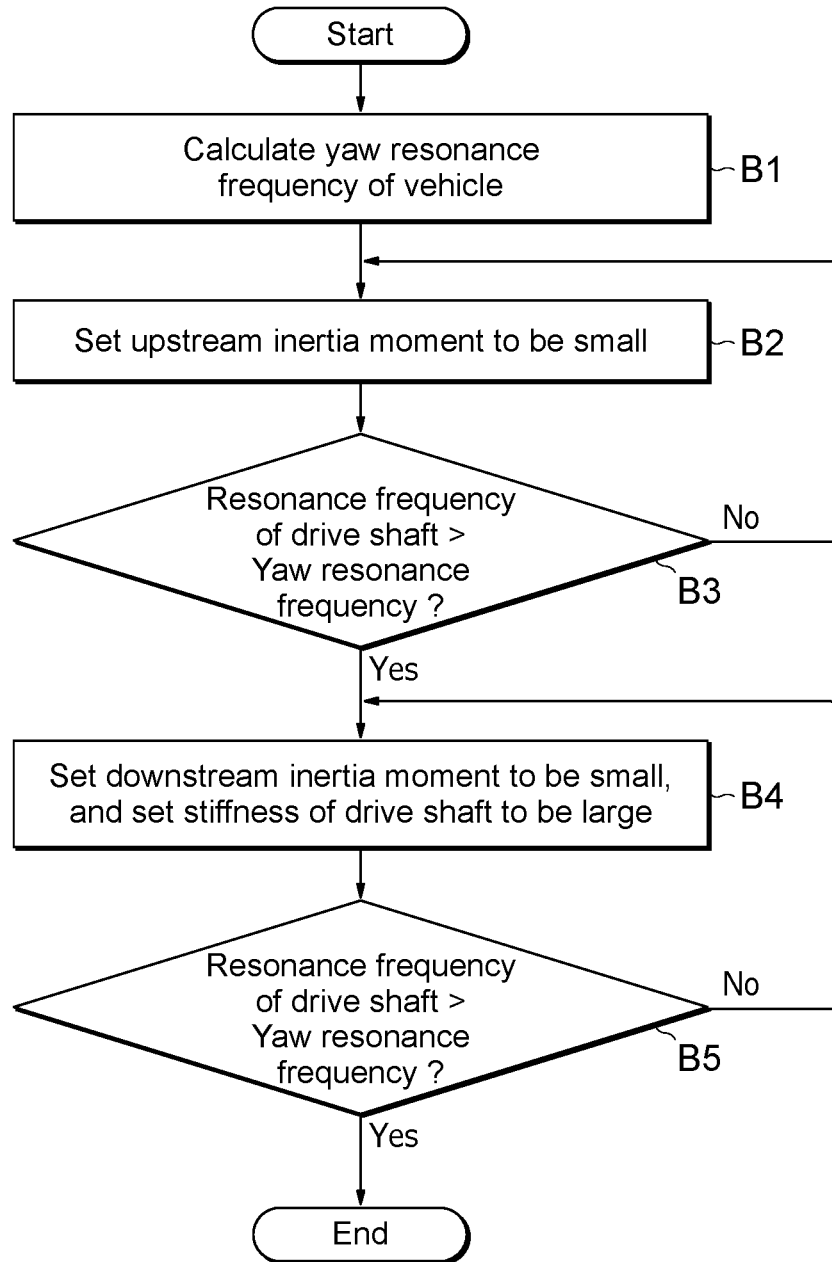 Start
Calculate yaw resonance
frequency of vehicle
B1
Set upstream inertia moment to be small
B2
Resonance frequency
of drive shaft >
Yaw resonance
frequency ?
No
B3
Yes
Set downstream inertia moment to be small,
and set stiffness of drive shaft to be large
B4
Resonance frequency
of drive shaft >
Yaw resonance
frequency ?
No
B5
Yes
End